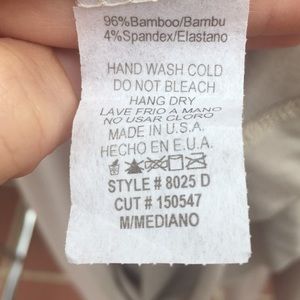 96%Bamboo/Bambu
4%Spandex/Elastano
HAND WASH COLD
DO NOT BLEACH
HANG DRY
LAVE FRIO A MANO
NO USAR CLORO
MADE IN U.S.A.
HECHO EN E.U.A.
STYLE # 8025 D
CUT # 150547
M/MEDIANO